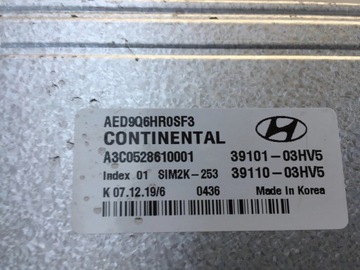 AED9Q6HR0SF3
CONTINENTAL
A3C0528610001 39101-03HV5
Index 01 SIM2K-253 39110-03HV5
K 07.12.19/6 0436 Made in Korea